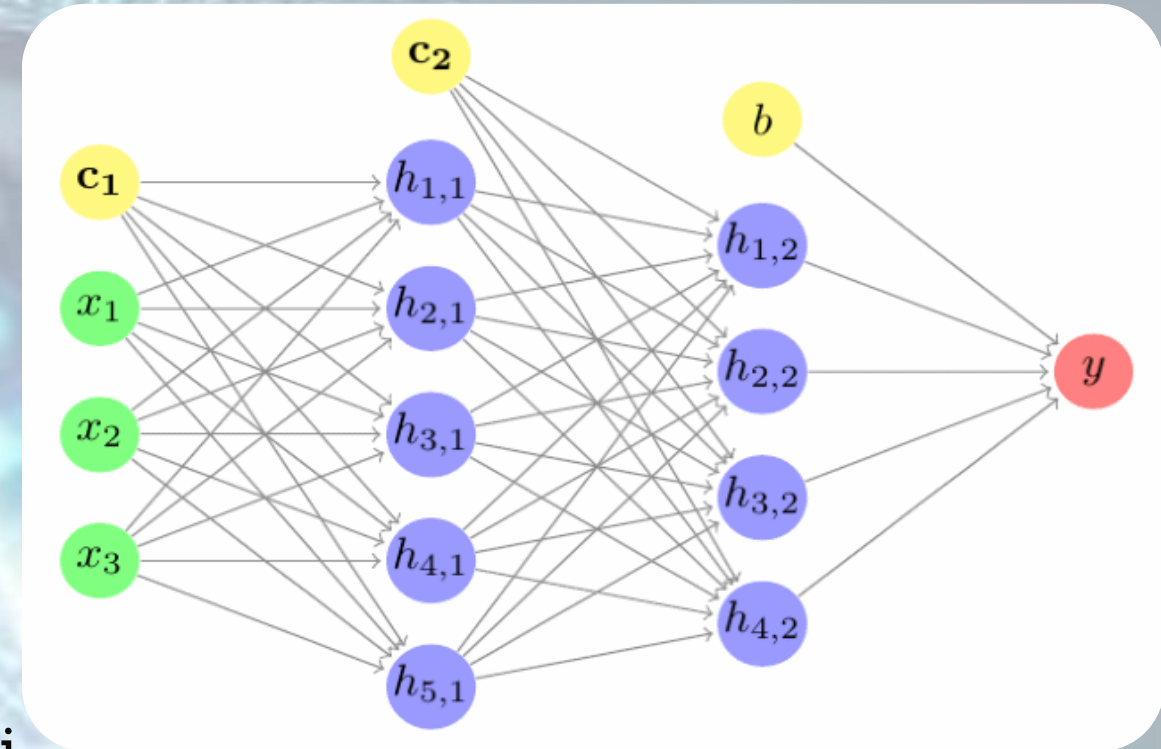 c₁
x₁
x₂
x₃
c₂
h₁,₁
h₂,₁
h₃,₁
h₄,₁
h₅,₁
b
h₁,₂
h₂,₂
h₃,₂
h₄,₂
y
i